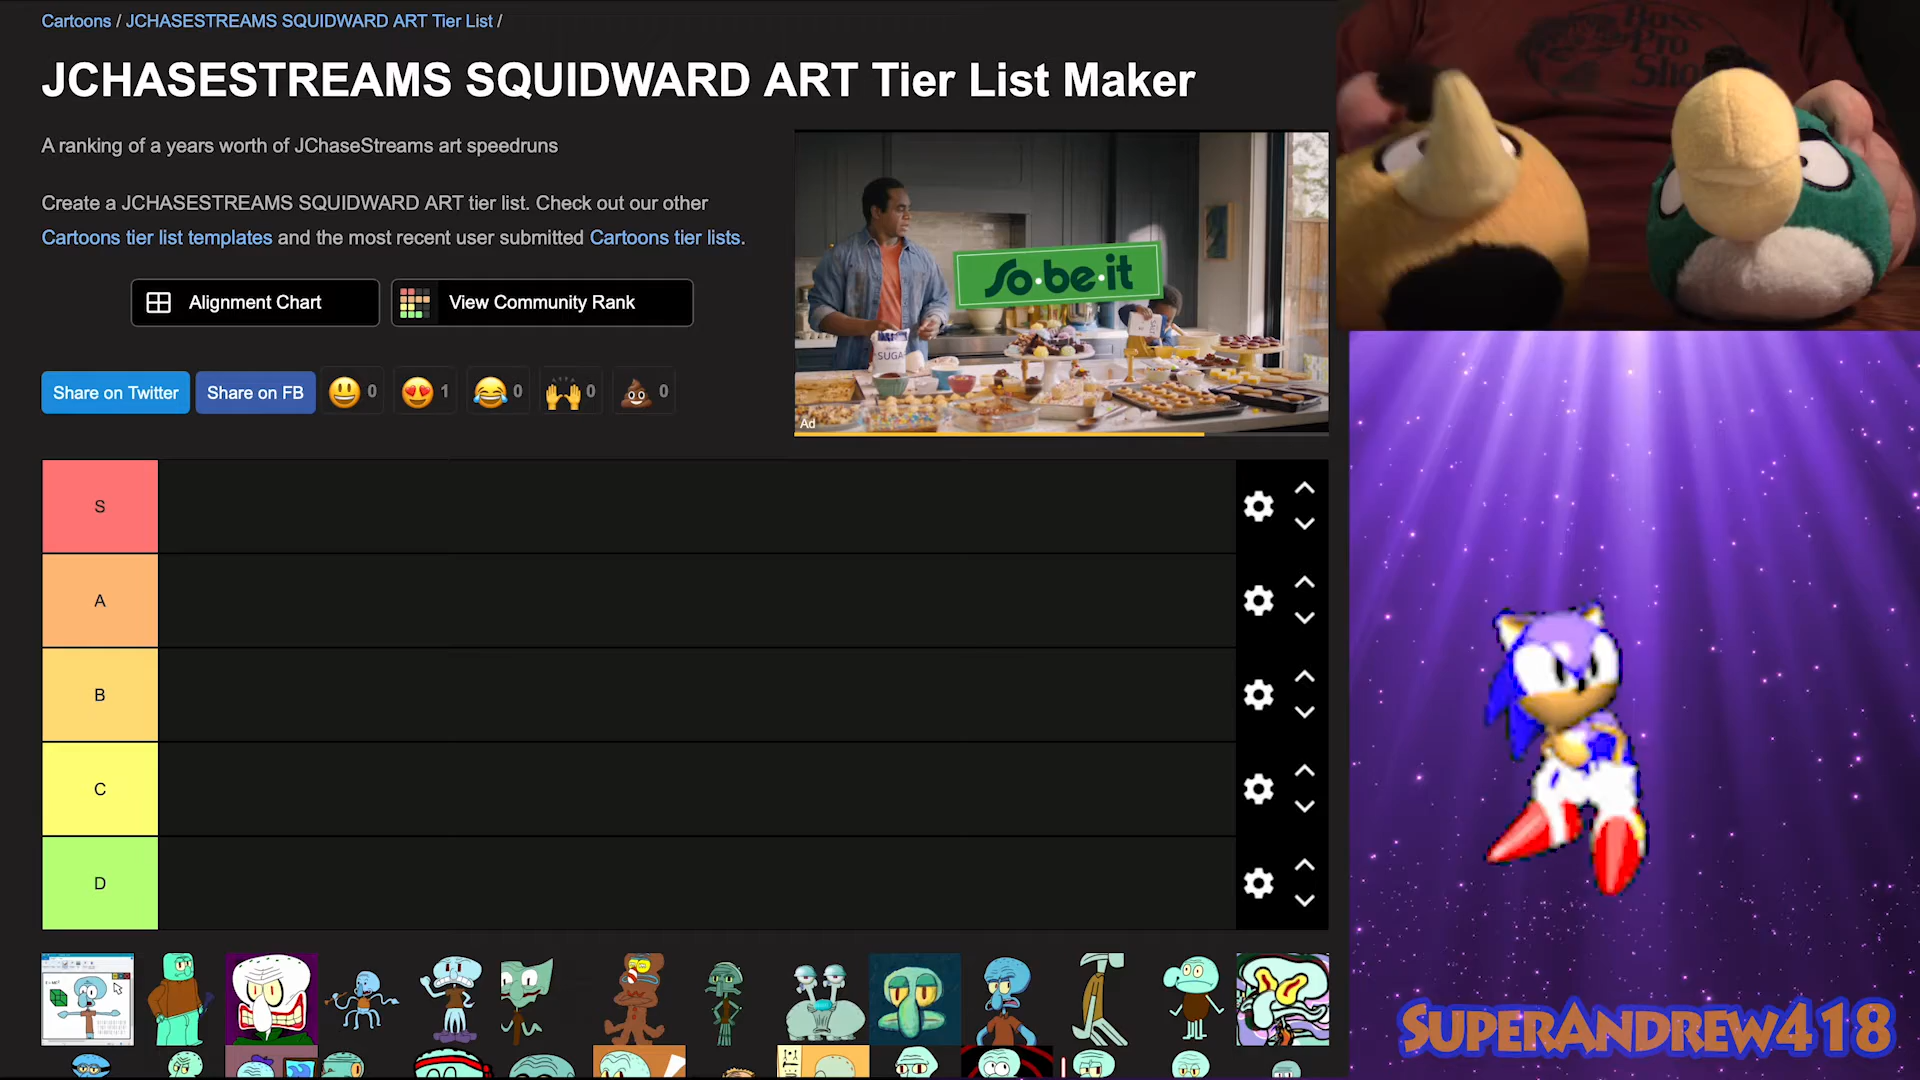 Cartoons / JCHASESTREAMS SQUIDWARD ART Tier List /
JCHASESTREAMS SQUIDWARD ART Tier List Maker
A ranking of a years worth of JChaseStreams art speedruns
Create a JCHASESTREAMS SQUIDWARD ART tier list. Check out our other
Cartoons tier list templates and the most recent user submitted Cartoons tier lists.
Alignment Chart
View Community Rank
Share on Twitter
Share on FB
0
1
0
0
0
So·be·it
SUGAR
Ad
Bass
Pro
S
A
B
C
D
SUPERANDREW418